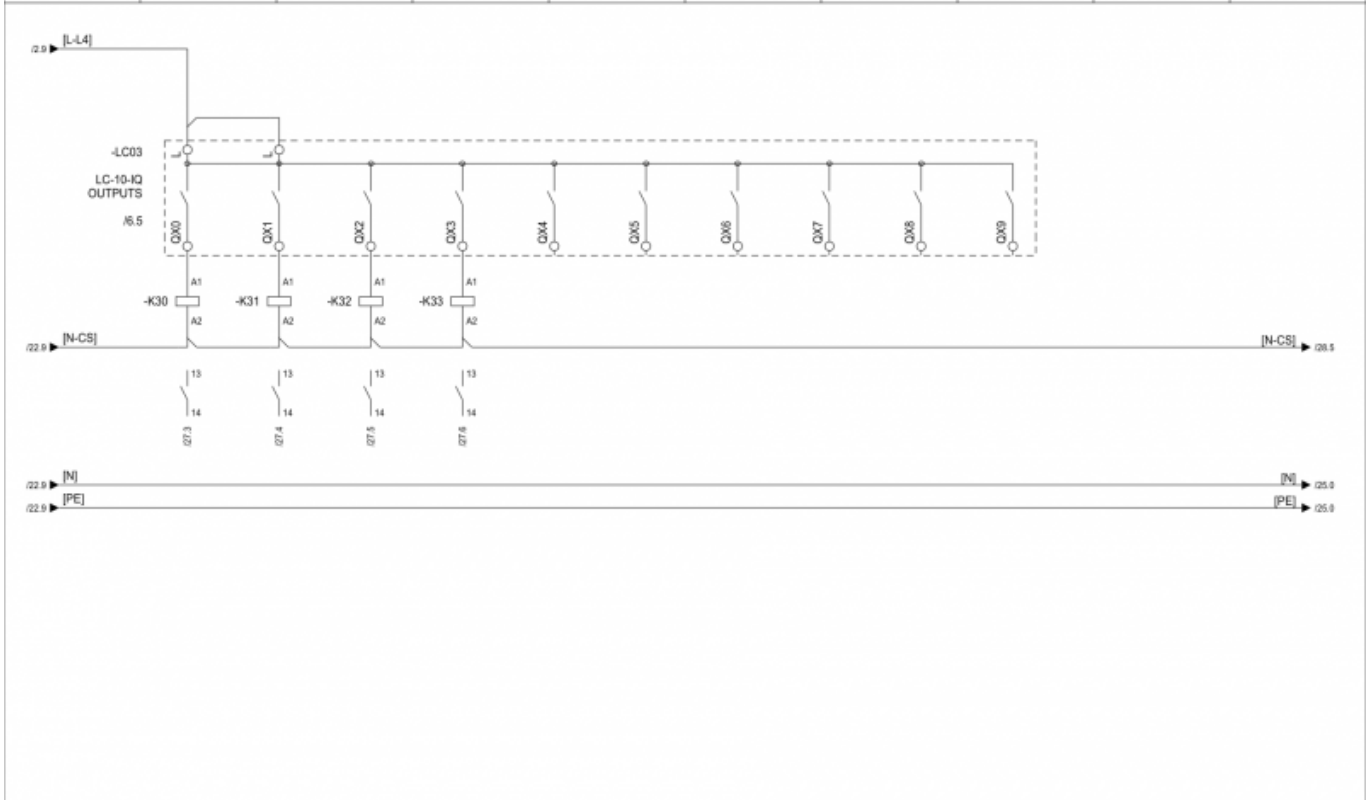 [L-L4]
/2.9
-LC03
LC-10-IQ
OUTPUTS
/6.5
QX0
QX1
QX2
QX3
QX4
QX5
QX6
QX7
QX8
QX9
A1
A1
A1
A1
-K30
-K31
-K32
-K33
A2
A2
A2
A2
[N-CS]
[N-CS]
/22.9
/28.5
13
13
13
13
14
14
14
14
/27.3
/27.4
/27.5
/27.6
[N]
[N]
/22.9
/25.0
[PE]
[PE]
/22.9
/25.0